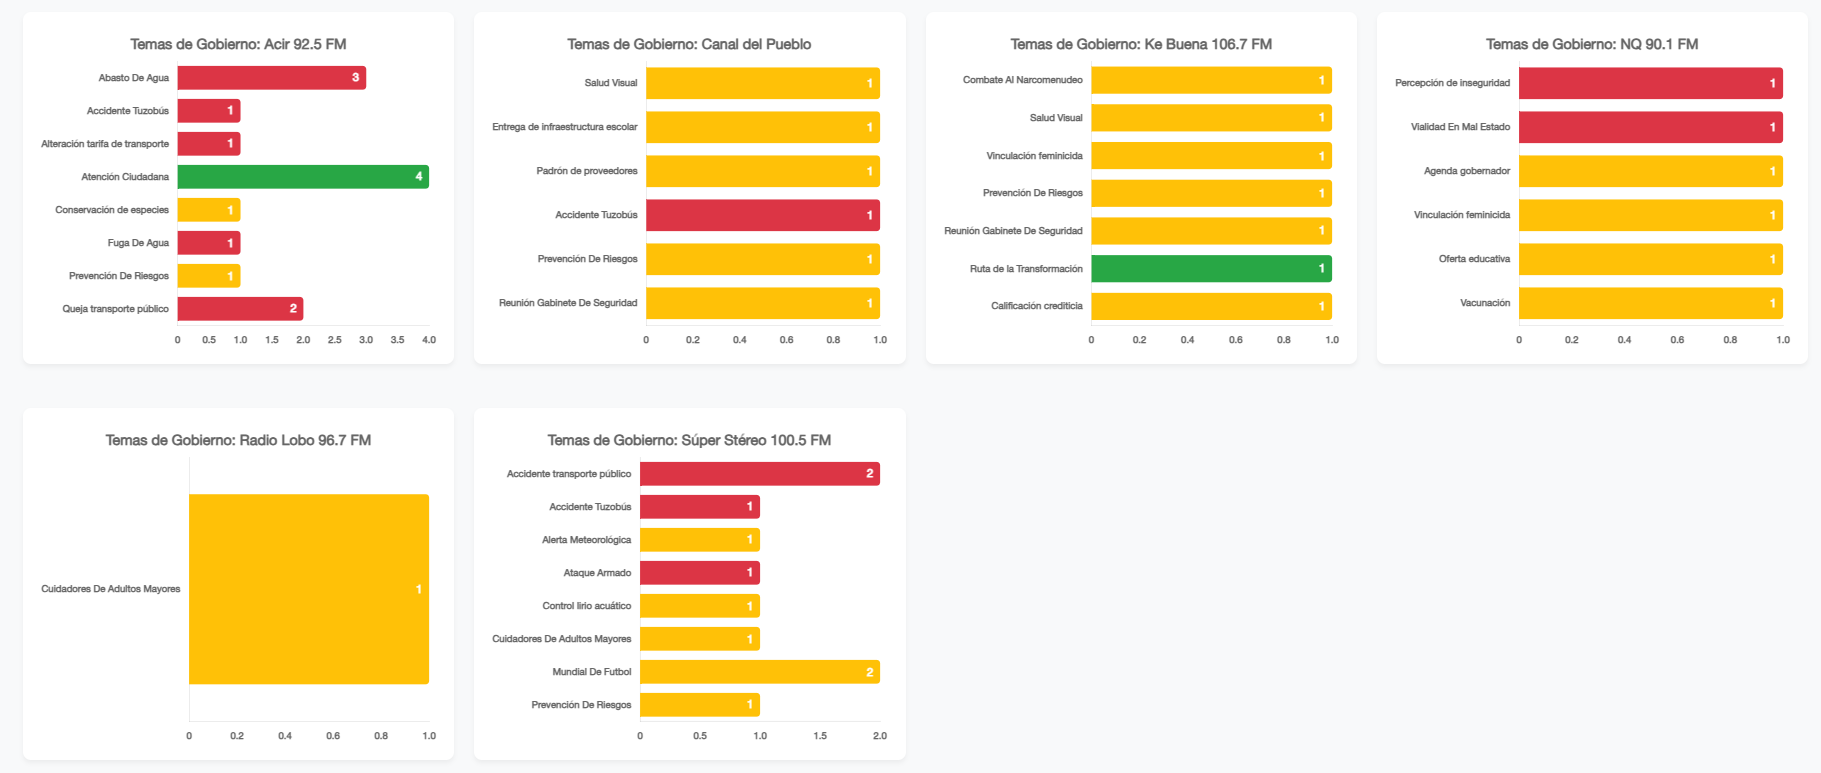 Temas de Gobierno: Acir 92.5 FM
Abasto De Agua 3
Accidente Tuzobús 1
Alteración tarifa de transporte 1
Atención Ciudadana 4
Conservación de especies 1
Fuga De Agua 1
Prevención De Riesgos 1
Queja transporte público 2
0 0.5 1.0 1.5 2.0 2.5 3.0 3.5 4.0
Temas de Gobierno: Canal del Pueblo
Salud Visual 1
Entrega de infraestructura escolar 1
Padrón de proveedores 1
Accidente Tuzobús 1
Prevención De Riesgos 1
Reunión Gabinete De Seguridad 1
0 0.2 0.4 0.6 0.8 1.0
Temas de Gobierno: Ke Buena 106.7 FM
Combate Al Narcomenudeo 1
Salud Visual 1
Vinculación feminicida 1
Prevención De Riesgos 1
Reunión Gabinete De Seguridad 1
Ruta de la Transformación 1
Calificación crediticia 1
0 0.2 0.4 0.6 0.8 1.0
Temas de Gobierno: NQ 90.1 FM
Percepción de inseguridad 1
Vialidad En Mal Estado 1
Agenda gobernador 1
Vinculación feminicida 1
Oferta educativa 1
Vacunación 1
0 0.2 0.4 0.6 0.8 1.0
Temas de Gobierno: Radio Lobo 96.7 FM
Cuidadores De Adultos Mayores 1
0 0.2 0.4 0.6 0.8 1.0
Temas de Gobierno: Súper Stéreo 100.5 FM
Accidente transporte público 2
Accidente Tuzobús 1
Alerta Meteorológica 1
Ataque Armado 1
Control lirio acuático 1
Cuidadores De Adultos Mayores 1
Mundial De Futbol 2
Prevención De Riesgos 1
0 0.5 1.0 1.5 2.0